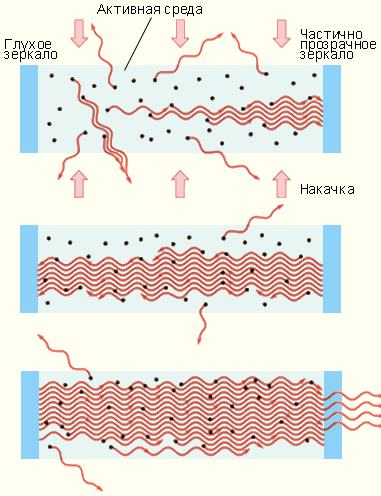 Активная среда
Глухое
зеркало
Частично
прозрачное
зеркало
Накачка